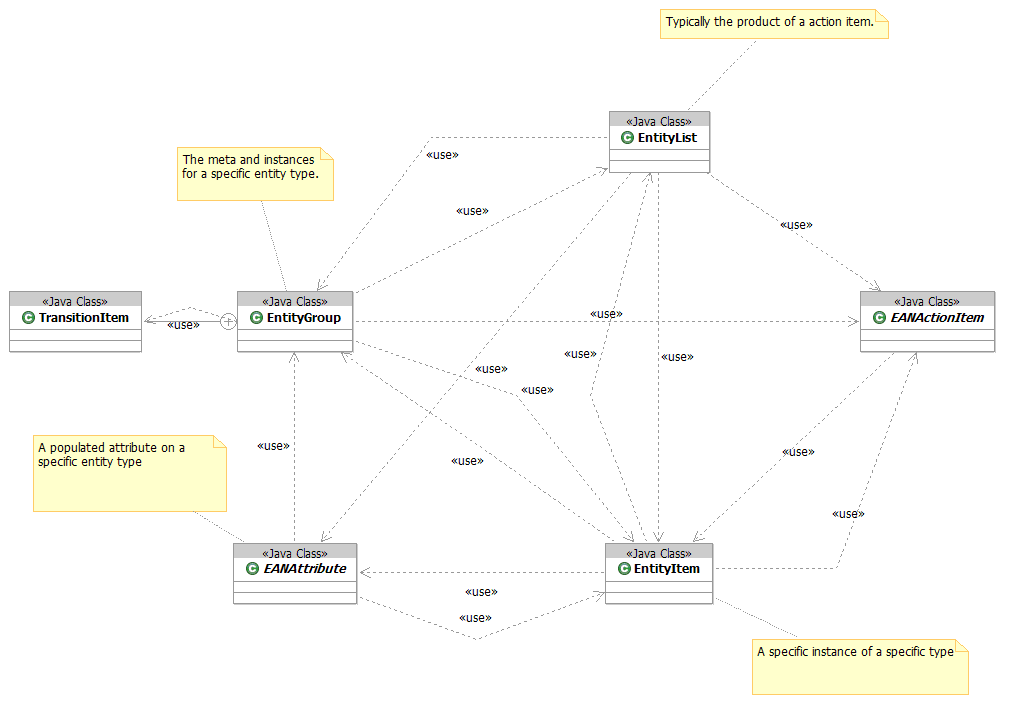 Typically the product of a action item.
«Java Class»
C EntityList
«use»
The meta and instances
for a specific entity type.
«use»
«use»
«Java Class»
C TransitionItem
«use»
«Java Class»
C EntityGroup
«use»
«Java Class»
C EANActionItem
«use»
«use»
«use»
«use»
A populated attribute on a
specific entity type
«use»
«use»
«use»
«use»
«Java Class»
C EANAttribute
«Java Class»
C EntityItem
«use»
«use»
A specific instance of a specific type